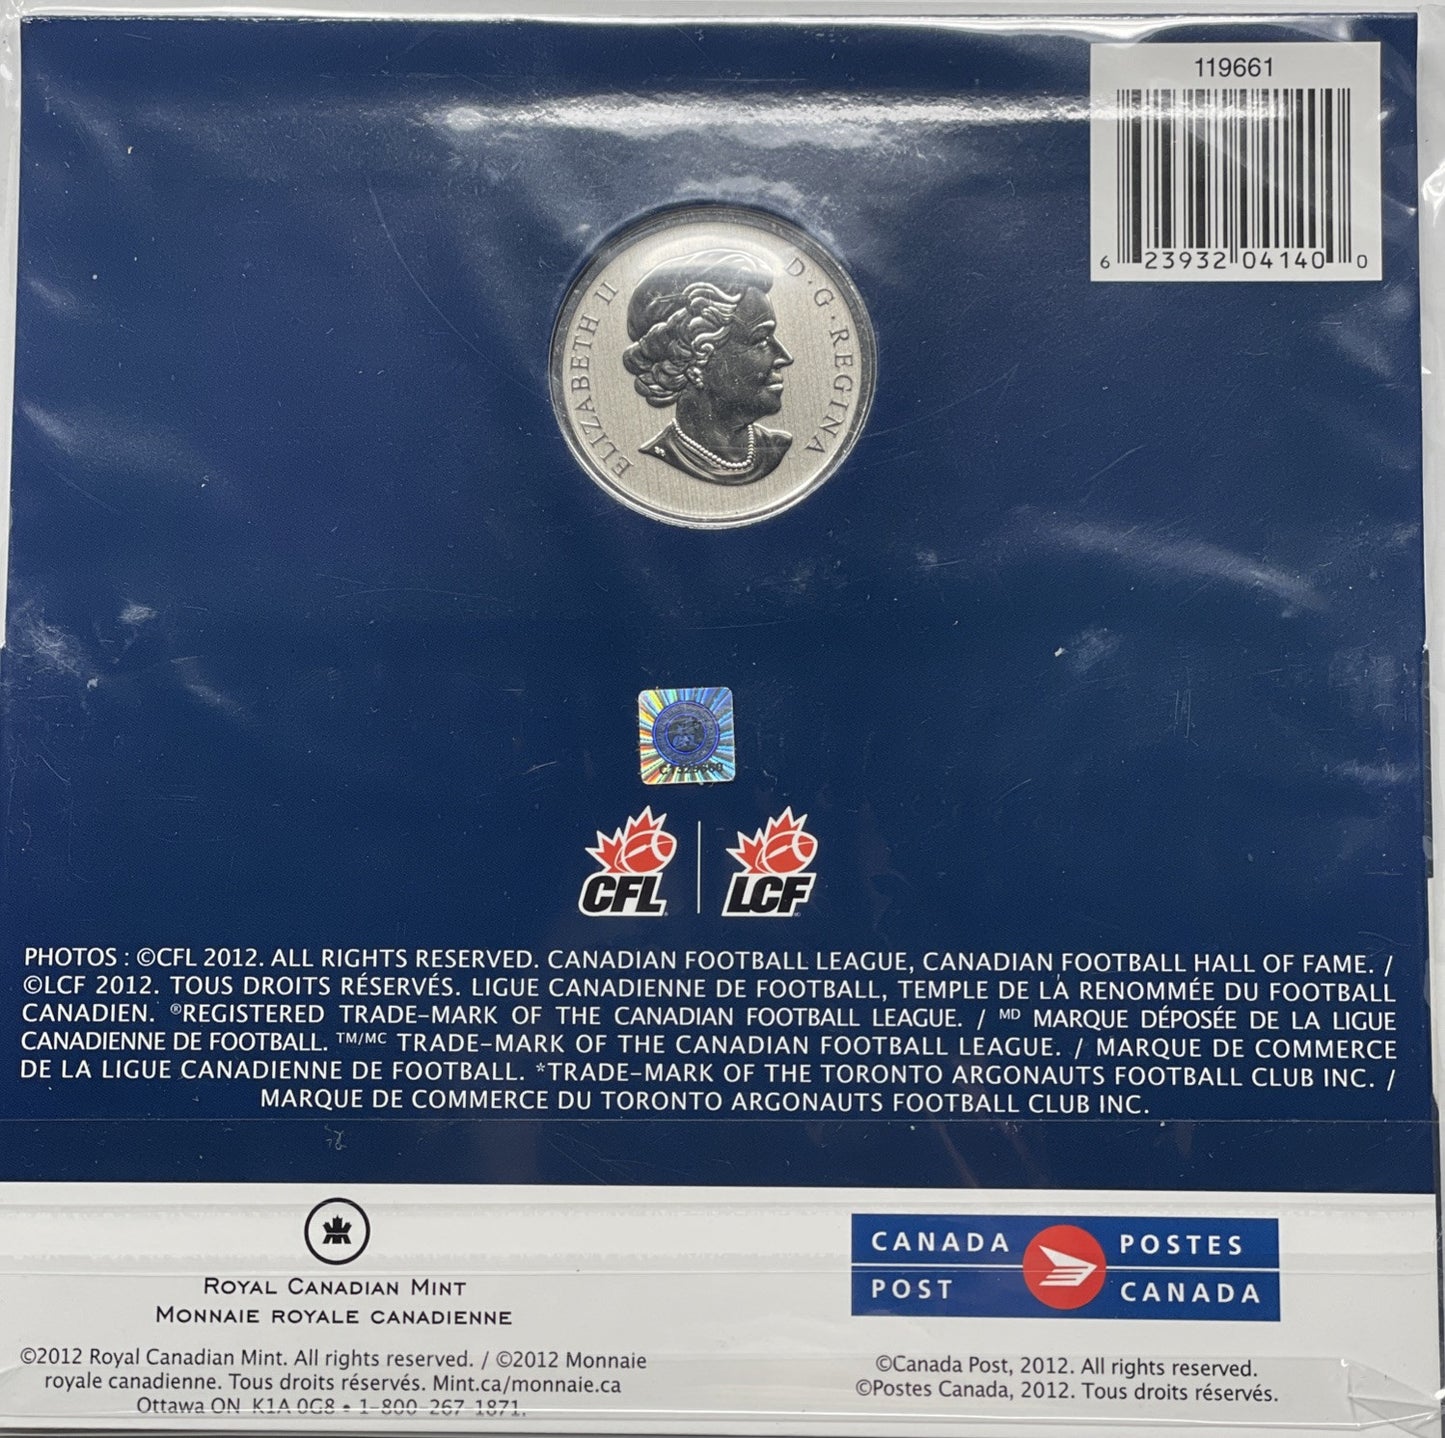 119661
6 23932 04140 0
ELIZABETH II D·G·REGINA
CFL LCF
PHOTOS : ©CFL 2012. ALL RIGHTS RESERVED. CANADIAN FOOTBALL LEAGUE, CANADIAN FOOTBALL HALL OF FAME. /
©LCF 2012. TOUS DROITS RÉSERVÉS. LIGUE CANADIENNE DE FOOTBALL, TEMPLE DE LA RENOMMÉE DU FOOTBALL
CANADIEN. ®REGISTERED TRADE-MARK OF THE CANADIAN FOOTBALL LEAGUE. / MD MARQUE DÉPOSÉE DE LA LIGUE
CANADIENNE DE FOOTBALL. TM/MC TRADE-MARK OF THE CANADIAN FOOTBALL LEAGUE. / MARQUE DE COMMERCE
DE LA LIGUE CANADIENNE DE FOOTBALL. *TRADE-MARK OF THE TORONTO ARGONAUTS FOOTBALL CLUB INC. /
MARQUE DE COMMERCE DU TORONTO ARGONAUTS FOOTBALL CLUB INC.
ROYAL CANADIAN MINT
MONNAIE ROYALE CANADIENNE
©2012 Royal Canadian Mint. All rights reserved. / ©2012 Monnaie
royale canadienne. Tous droits réservés. Mint.ca/monnaie.ca
Ottawa ON K1A 0G8 • 1-800-267-1871.
CANADA POSTES
POST CANADA
©Canada Post, 2012. All rights reserved.
©Postes Canada, 2012. Tous droits réservés.